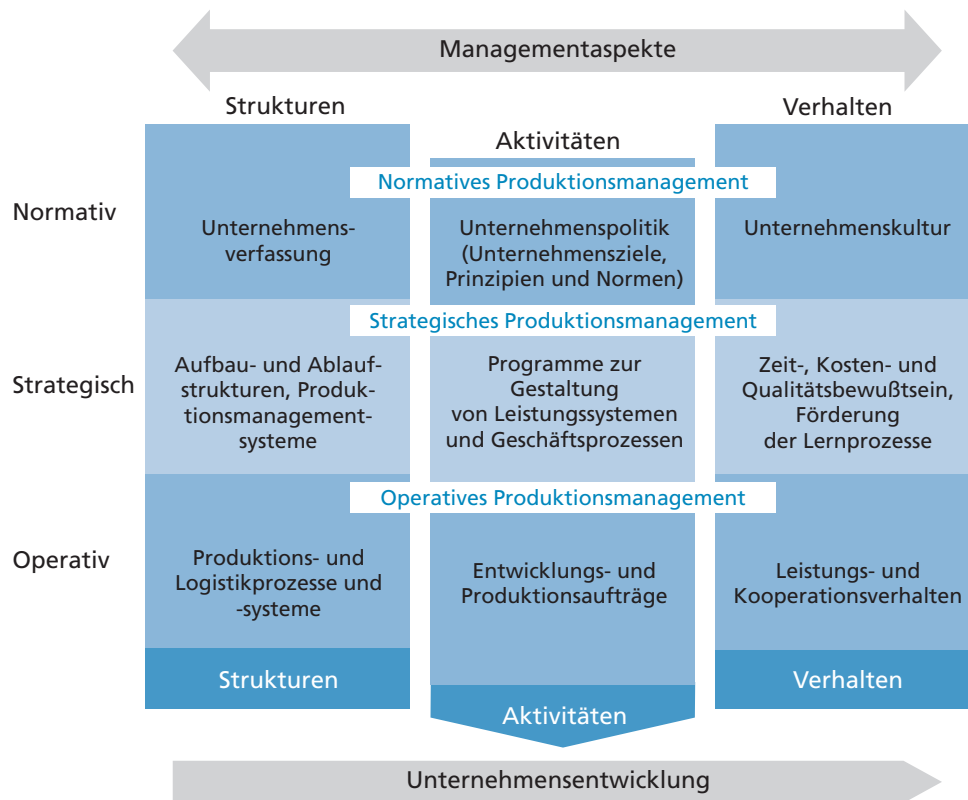 Managementaspekte
Strukturen
Aktivitäten
Verhalten
Normatives Produktionsmanagement
Normativ
Unternehmens-
verfassung
Unternehmenspolitik
(Unternehmensziele,
Prinzipien und Normen)
Unternehmenskultur
Strategisches Produktionsmanagement
Strategisch
Aufbau- und Ablauf-
strukturen, Produk-
tionsmanagement-
systeme
Programme zur
Gestaltung
von Leistungssystemen
und Geschäftsprozessen
Zeit-, Kosten- und
Qualitätsbewußtsein,
Förderung
der Lernprozesse
Operatives Produktionsmanagement
Operativ
Produktions- und
Logistikprozesse und
-systeme
Entwicklungs- und
Produktionsaufträge
Leistungs- und
Kooperationsverhalten
Strukturen
Aktivitäten
Verhalten
Unternehmensentwicklung